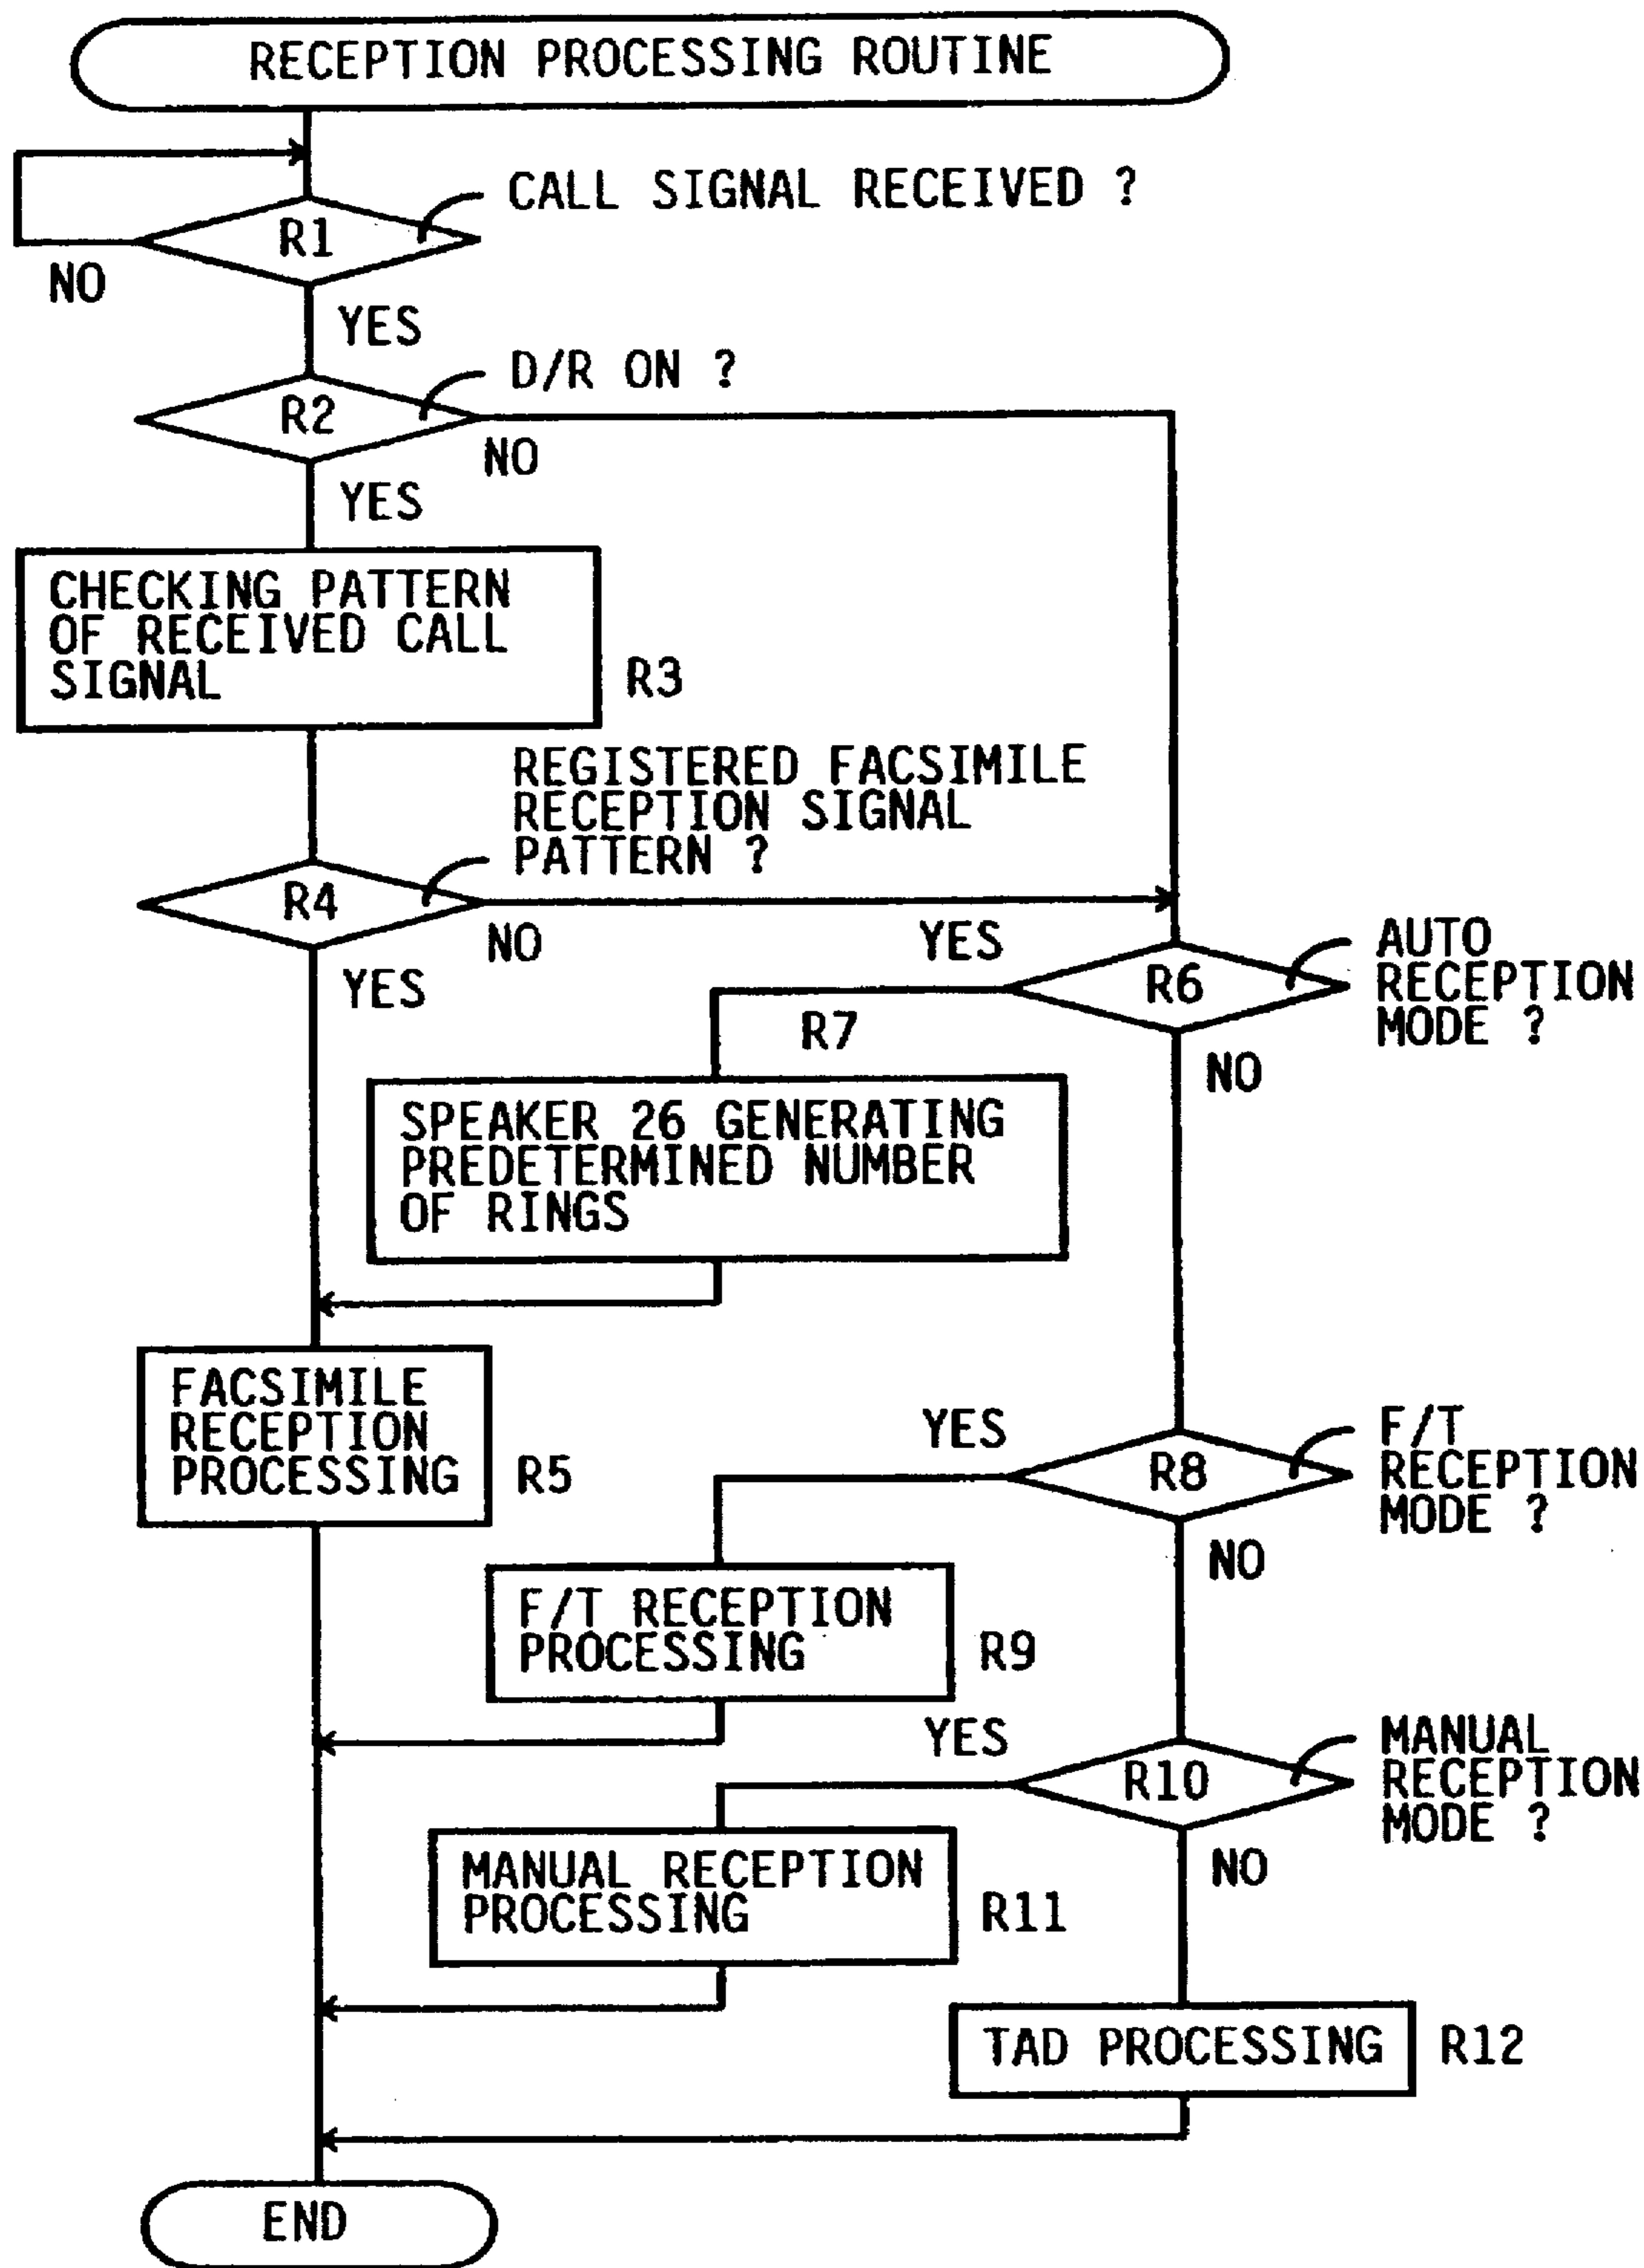 RECEPTION PROCESSING ROUTINE
CALL SIGNAL RECEIVED ?
R1
NO
YES
D/R ON ?
R2
NO
YES
CHECKING PATTERN
OF RECEIVED CALL
SIGNAL
R3
REGISTERED FACSIMILE
RECEPTION SIGNAL
PATTERN ?
R4
NO
YES
YES
R6
AUTO
RECEPTION
MODE ?
NO
R7
SPEAKER 26 GENERATING
PREDETERMINED NUMBER
OF RINGS
FACSIMILE
RECEPTION
PROCESSING
R5
YES
R8
F/T
RECEPTION
MODE ?
NO
F/T RECEPTION
PROCESSING
R9
YES
R10
MANUAL
RECEPTION
MODE ?
NO
MANUAL RECEPTION
PROCESSING
R11
TAD PROCESSING
R12
END